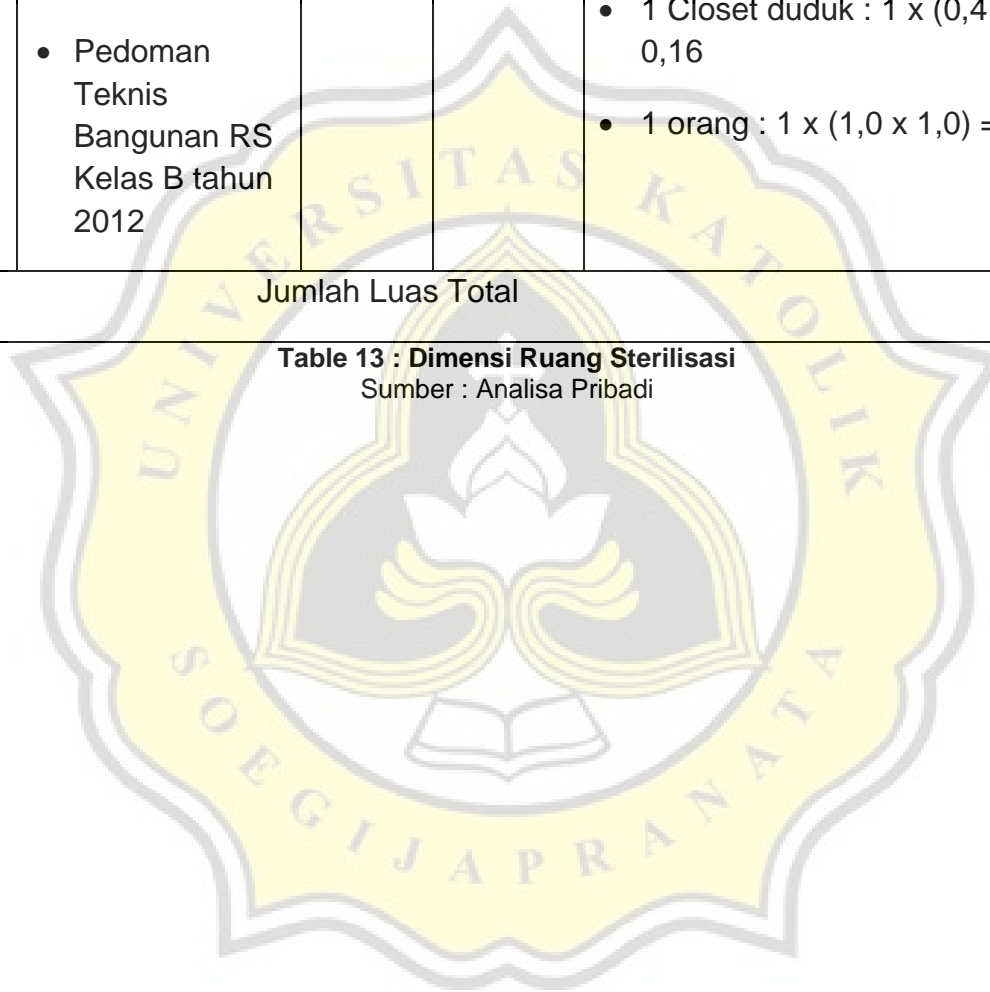 • 1 Closet duduk : 1 x (0,4
0,16
• Pedoman
Teknis
Bangunan RS
Kelas B tahun
2012
• 1 orang : 1 x (1,0 x 1,0) =
Jumlah Luas Total
Table 13 : Dimensi Ruang Sterilisasi
Sumber : Analisa Pribadi
UNIVERSITAS KATOLIK
SOEGIJAPRANATA